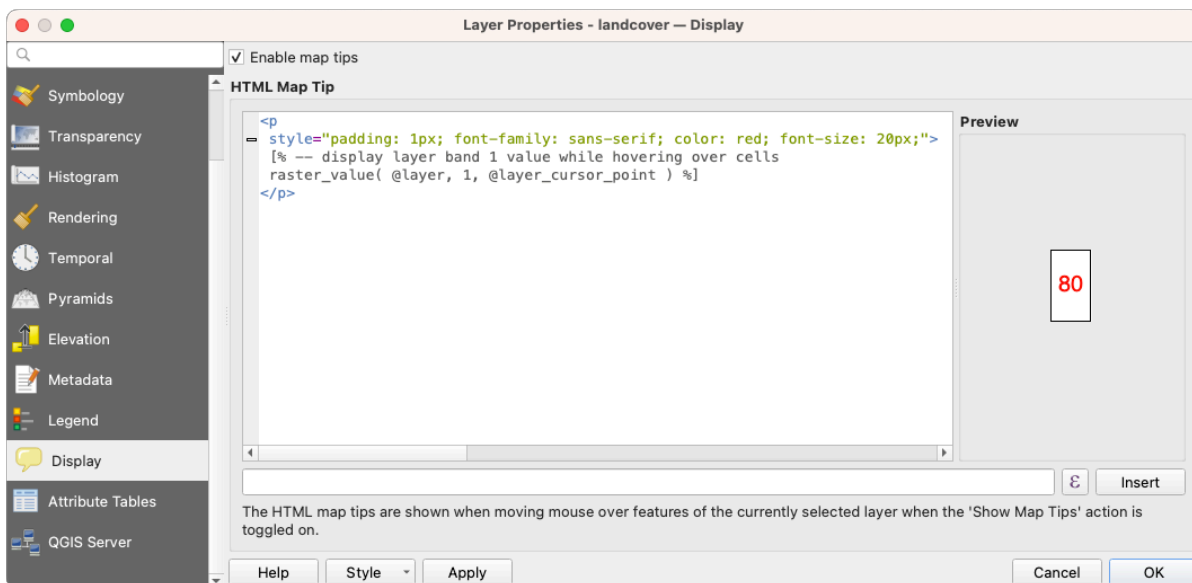 Layer Properties - landcover — Display
Symbology
Transparency
Histogram
Rendering
Temporal
Pyramids
Elevation
Metadata
Legend
Display
Attribute Tables
QGIS Server
Enable map tips
HTML Map Tip
<p
style="padding: 1px; font-family: sans-serif; color: red; font-size: 20px;">
[% -- display layer band 1 value while hovering over cells
raster_value( @layer, 1, @layer_cursor_point ) %]
</p>
Preview
80
ε Insert
The HTML map tips are shown when moving mouse over features of the currently selected layer when the 'Show Map Tips' action is
toggled on.
Help Style Apply Cancel OK